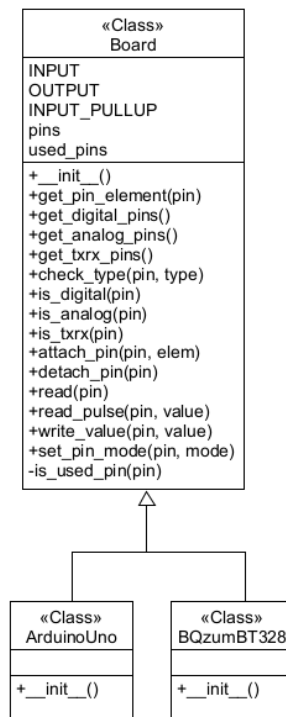 «Class»
Board
INPUT
OUTPUT
INPUT_PULLUP
pins
used_pins
+__init__()
+get_pin_element(pin)
+get_digital_pins()
+get_analog_pins()
+get_txrx_pins()
+check_type(pin, type)
+is_digital(pin)
+is_analog(pin)
+is_txrx(pin)
+attach_pin(pin, elem)
+detach_pin(pin)
+read(pin)
+read_pulse(pin, value)
+write_value(pin, value)
+set_pin_mode(pin, mode)
-is_used_pin(pin)
«Class»
ArduinoUno
+__init__()
«Class»
BQzumBT328
+__init__()